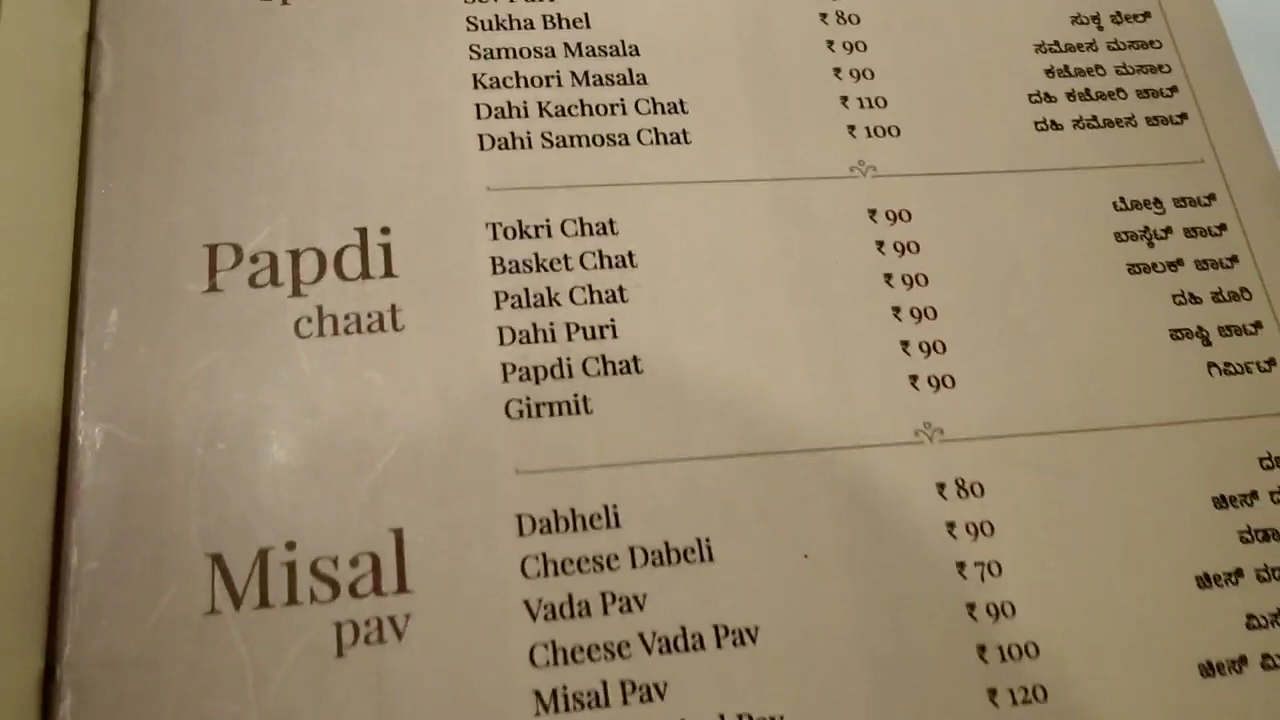 Sukha Bhel ₹ 80 ಸುಕ್ಕ ಭೇಲ್
Samosa Masala ₹ 90 ಸಮೋಸ ಮಸಾಲ
Kachori Masala ₹ 90 ಕಚೋರಿ ಮಸಾಲ
Dahi Kachori Chat ₹ 110 ದಹಿ ಕಚೋರಿ ಚಾಟ್
Dahi Samosa Chat ₹ 100 ದಹಿ ಸಮೋಸ ಚಾಟ್
Papdi
chaat
Tokri Chat ₹ 90 ಟೋಕ್ರಿ ಚಾಟ್
Basket Chat ₹ 90 ಬಾಸ್ಕೆಟ್ ಚಾಟ್
Palak Chat ₹ 90 ಪಾಲಕ್ ಚಾಟ್
Dahi Puri ₹ 90 ದಹಿ ಪೂರಿ
Papdi Chat ₹ 90 ಪಾಪ್ಡಿ ಚಾಟ್
Girmit ₹ 90 ಗಿರ್ಮಿಟ್
Misal
pav
Dabheli ₹ 80
Cheese Dabeli ₹ 90 ಚೀಸ್
Vada Pav ₹ 70
Cheese Vada Pav ₹ 90 ಚೀಸ್
Misal Pav ₹ 100
₹ 120 ಚೀಸ್